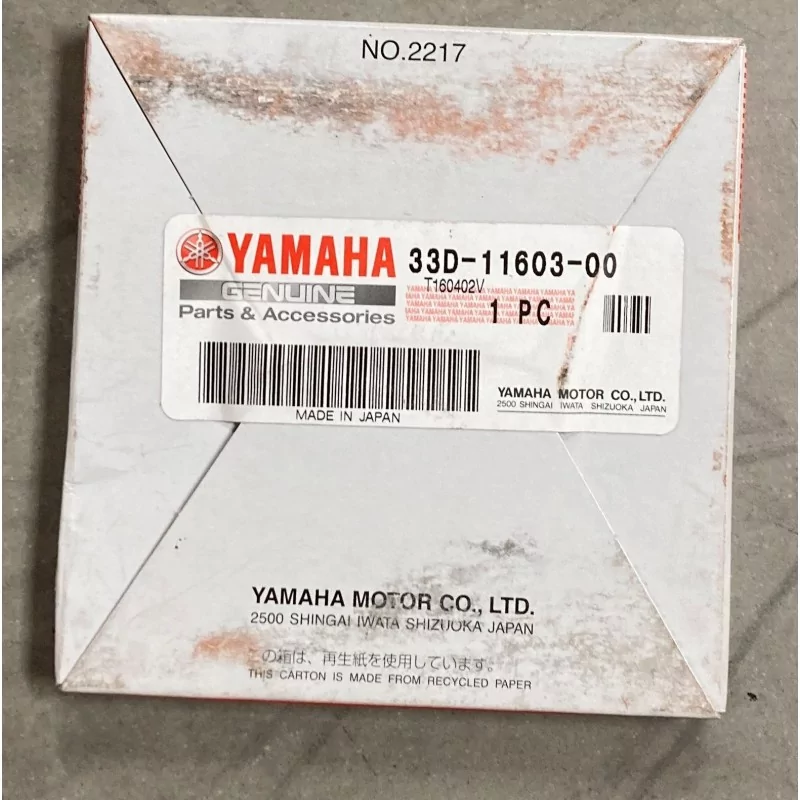 NO.2217
YAMAHA 33D-11603-00
GENUINE T160402V
Parts & Accessories 1 PC
MADE IN JAPAN
YAMAHA MOTOR CO.,LTD.
2500 SHINGAI IWATA SHIZUOKA JAPAN
YAMAHA MOTOR CO., LTD.
2500 SHINGAI IWATA SHIZUOKA JAPAN
この箱は、再生紙を使用しています。
THIS CARTON IS MADE FROM RECYCLED PAPER